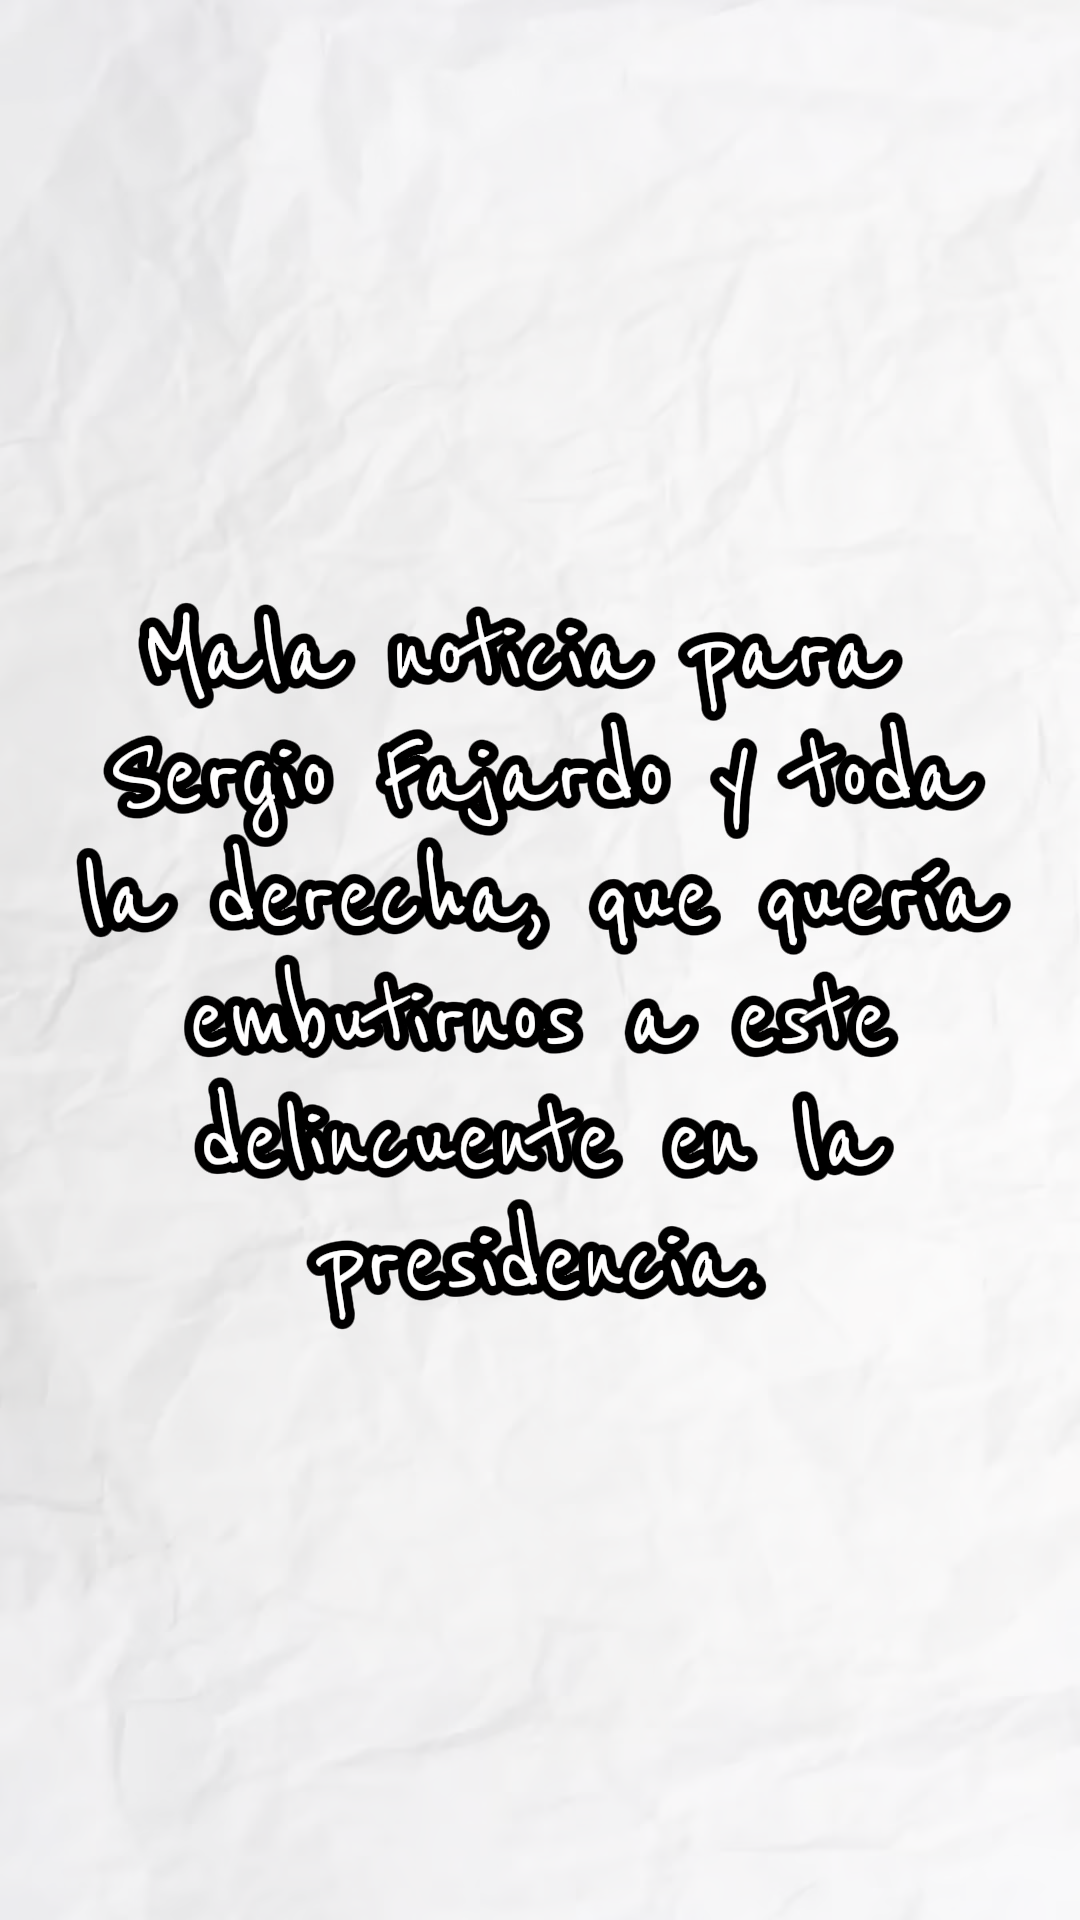 Mala noticia para
Sergio Fajardo y toda
la derecha, que quería
embutirnos a este
delincuente en la
presidencia.